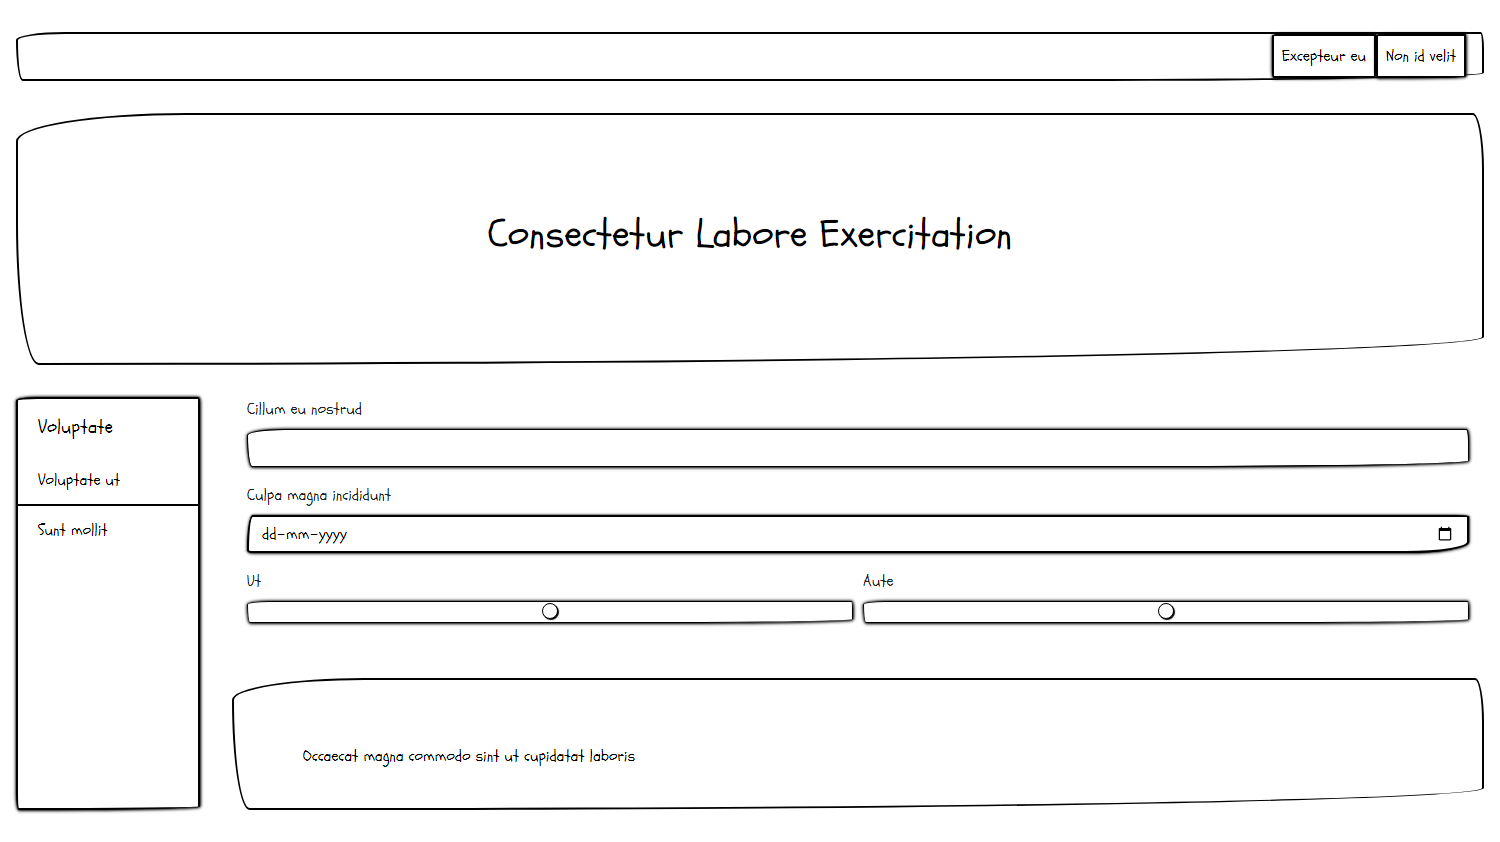 Excepteur eu
Non id velit
Consectetur Labore Exercitation
Voluptate
Voluptate ut
Sunt mollit
Cillum eu nostrud
Culpa magna incididunt
dd-mm-yyyy
Ut
Aute
Occaecat magna commodo sint ut cupidatat laboris